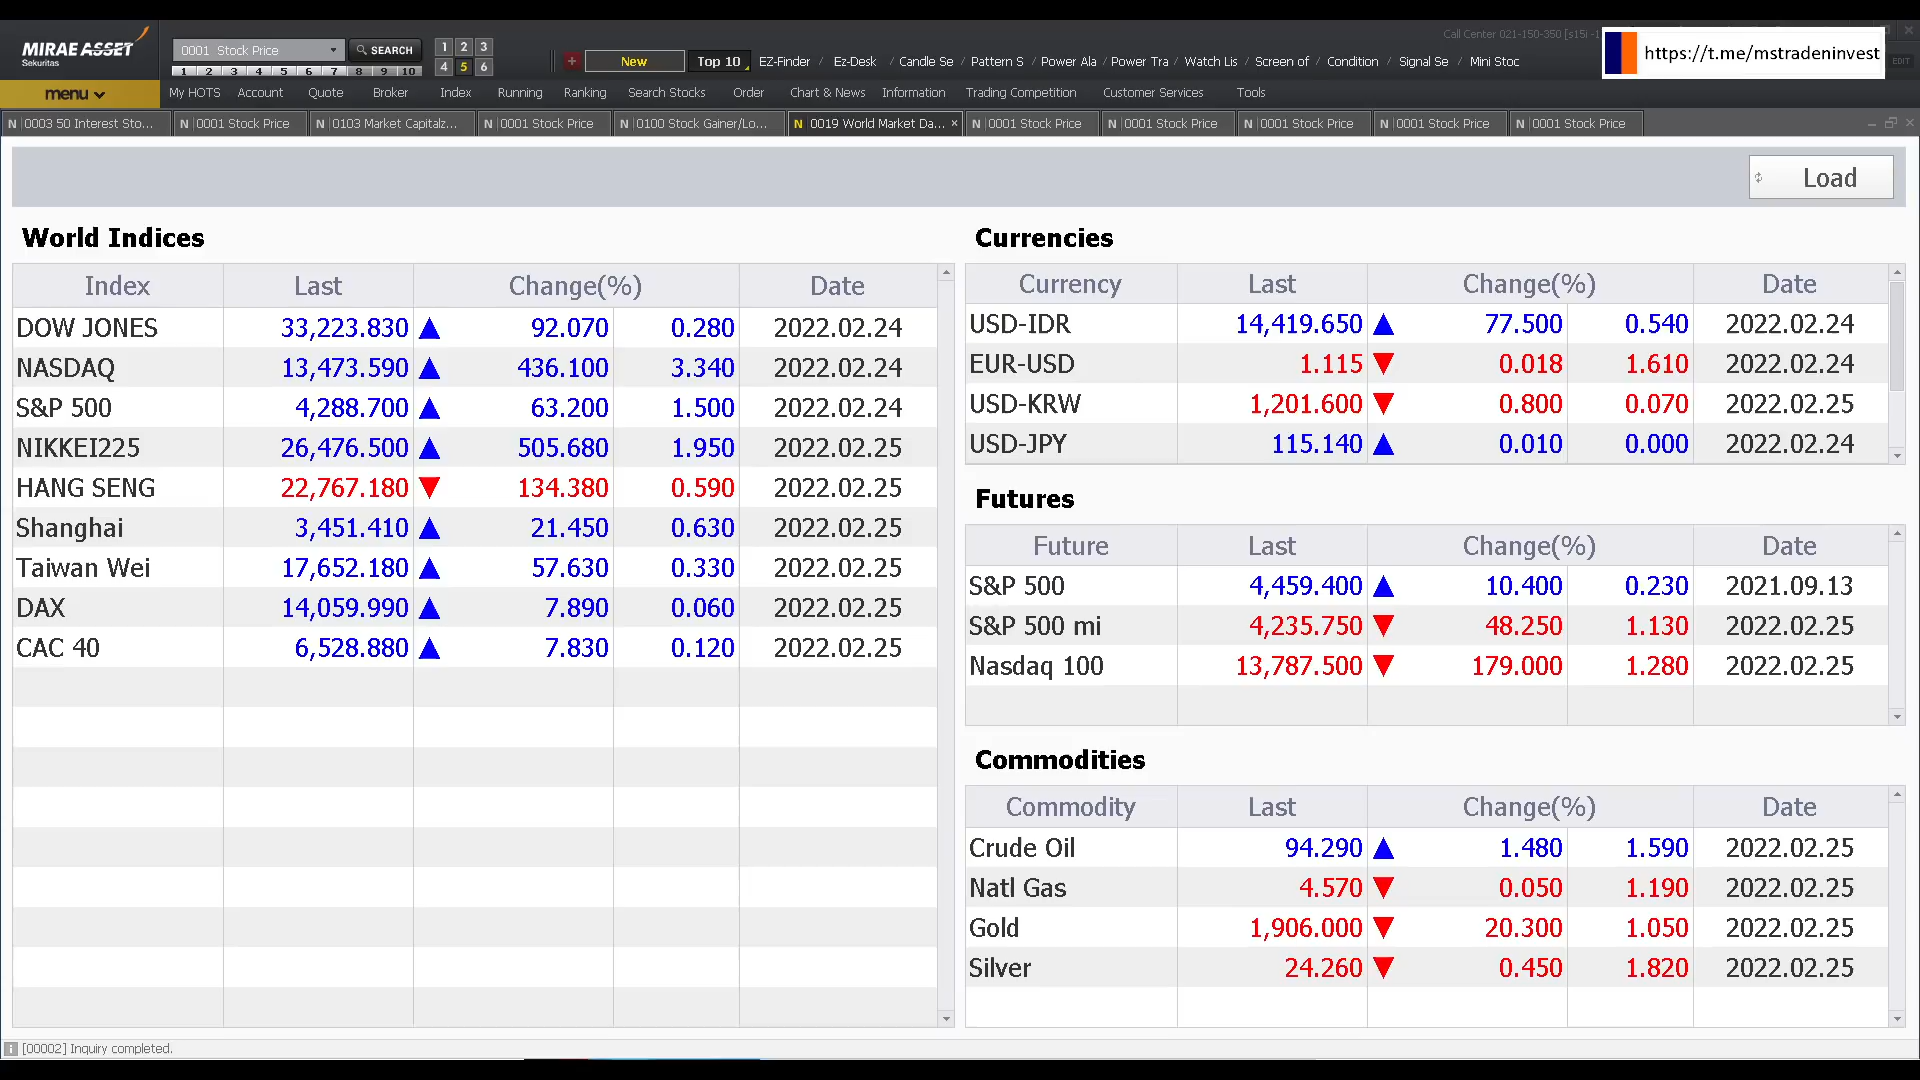 MIRAE ASSET
Sekuritas
0001 Stock Price
SEARCH
1 2 3
4 5 6
1 2 3 4 5 6 7 8 9 10
New
Top 10
EZ-Finder / Ez-Desk / Candle Se / Pattern S / Power Ala / Power Tra / Watch Lis / Screen of / Condition / Signal Se / Mini Stoc
https://t.me/mstradeninvest
EDIT
menu
My HOTS Account Quote Broker Index Running Ranking Search Stocks Order Chart & News Information Trading Competition Customer Services Tools
N 0003 50 Interest Sto... N 0001 Stock Price N 0103 Market Capitalz... N 0001 Stock Price N 0100 Stock Gainer/Lo... N 0019 World Market Da... × N 0001 Stock Price N 0001 Stock Price N 0001 Stock Price N 0001 Stock Price N 0001 Stock Price
Load
World Indices
Index Last Change(%) Date
DOW JONES 33,223.830 ▲ 92.070 0.280 2022.02.24
NASDAQ 13,473.590 ▲ 436.100 3.340 2022.02.24
S&P 500 4,288.700 ▲ 63.200 1.500 2022.02.24
NIKKEI225 26,476.500 ▲ 505.680 1.950 2022.02.25
HANG SENG 22,767.180 ▼ 134.380 0.590 2022.02.25
Shanghai 3,451.410 ▲ 21.450 0.630 2022.02.25
Taiwan Wei 17,652.180 ▲ 57.630 0.330 2022.02.25
DAX 14,059.990 ▲ 7.890 0.060 2022.02.25
CAC 40 6,528.880 ▲ 7.830 0.120 2022.02.25
Currencies
Currency Last Change(%) Date
USD-IDR 14,419.650 ▲ 77.500 0.540 2022.02.24
EUR-USD 1.115 ▼ 0.018 1.610 2022.02.24
USD-KRW 1,201.600 ▼ 0.800 0.070 2022.02.25
USD-JPY 115.140 ▲ 0.010 0.000 2022.02.24
Futures
Future Last Change(%) Date
S&P 500 4,459.400 ▲ 10.400 0.230 2021.09.13
S&P 500 mi 4,235.750 ▼ 48.250 1.130 2022.02.25
Nasdaq 100 13,787.500 ▼ 179.000 1.280 2022.02.25
Commodities
Commodity Last Change(%) Date
Crude Oil 94.290 ▲ 1.480 1.590 2022.02.25
Natl Gas 4.570 ▼ 0.050 1.190 2022.02.25
Gold 1,906.000 ▼ 20.300 1.050 2022.02.25
Silver 24.260 ▼ 0.450 1.820 2022.02.25
[00002] Inquiry completed.